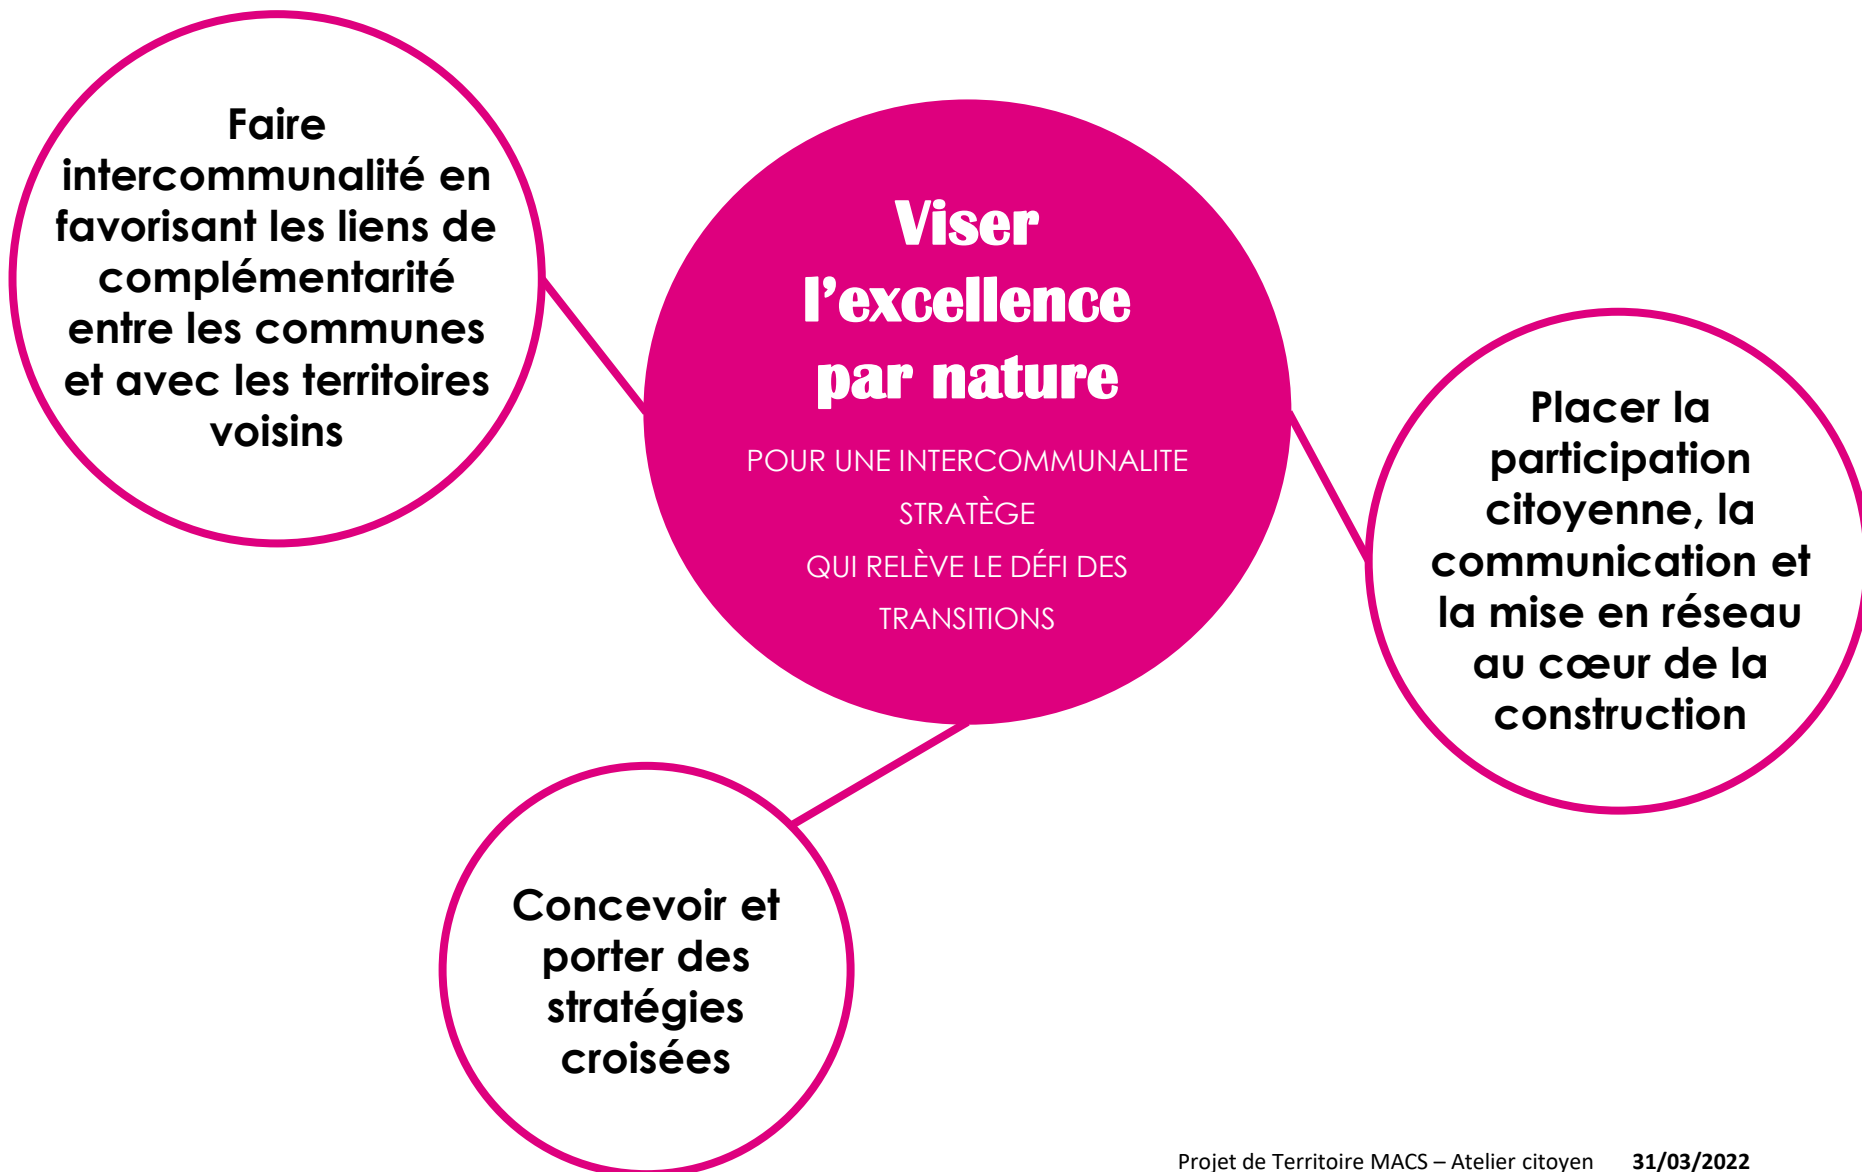 Faire
intercommunalité en
favorisant les liens de
complémentarité
entre les communes
et avec les territoires
voisins
Viser
l’excellence
par nature
POUR UNE INTERCOMMUNALITE
STRATÈGE
QUI RELÈVE LE DÉFI DES
TRANSITIONS
Placer la
participation
citoyenne, la
communication et
la mise en réseau
au cœur de la
construction
Concevoir et
porter des
stratégies
croisées
Projet de Territoire MACS – Atelier citoyen 31/03/2022